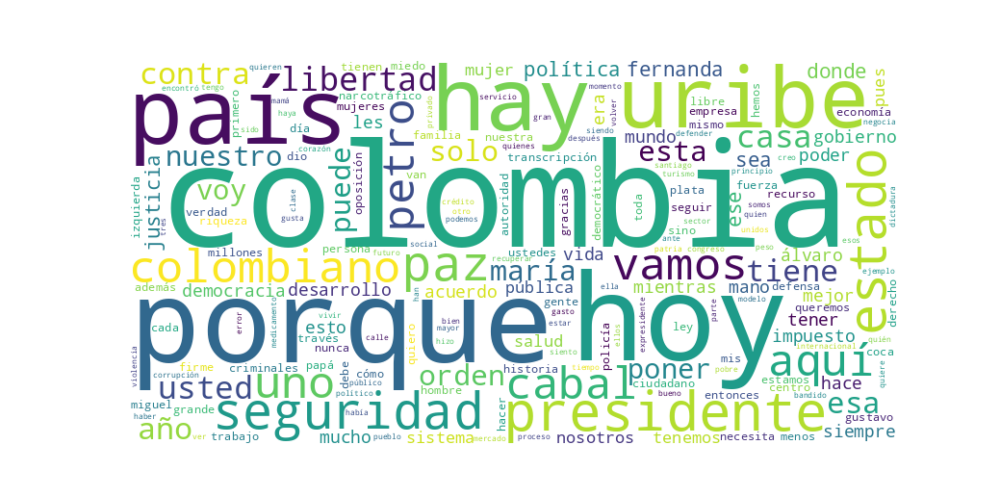 quieren
contra
tengo
encontró
país
libertad
tienen miedo
narcotráfico
mamá
mujeres
haya
primero
sido
día
les
hay uribe
mujer política fernanda
momento
privado
servicio
gran
volver
era
libre
empresa
hemos
mismo
donde
pues
economía
negocia
nuestro
corazón
dio
puede
oposición
petro
familia nuestra
después
siendo
defender
quienes
solo
van
transcripción
mundo
esta
casa
gobierno
sea
poder
creo
colombia
izquierda
tres
justicia
voy
verdad
riqueza
clase
gusta
crédito
otro
podemos
autoridad
gracias
democrático
santiago
turismo
toda
plata
seguir
sector
ese
fuerza
recurso
principio
somos
quien
sino
unidos
estado
dictadura
esos
millones
persona
social
futuro
ustedes
vida
patria congreso
ante
peso
álvaro
ejemplo
colombiano
paz
maría
vamos tiene
además
democracia desarrollo
acuerdo
recuperar
ella
pública
mientras
mano defensa
mejor
derecho
han
gente
gasto
modelo
queremos
porque hoy
cada
error
medicamento
vivir
esto
través
nunca
calle
bien
mayor
hizo
estar
quiero
salud
siento
policía
ellos
expresidente
ley
parte
tener
impuesto
internacional
quién
coca
quiere
violencia
firme
criminales
papá
cómo
debe
historia
tiempo
poner
pobre
bueno
mis
estamos
centro
hace
aquí
corrupción
usted uno
público
político
orden
hombre
cabal
ciudadano
entonces
bandido
miguel
haber
grande
seguridad
había
hacer
presidente
gustavo
esa
año
ver
trabajo
mucho
pueblo
sistema
mercado
proceso
nosotros
tenemos
necesita
menos
siempre